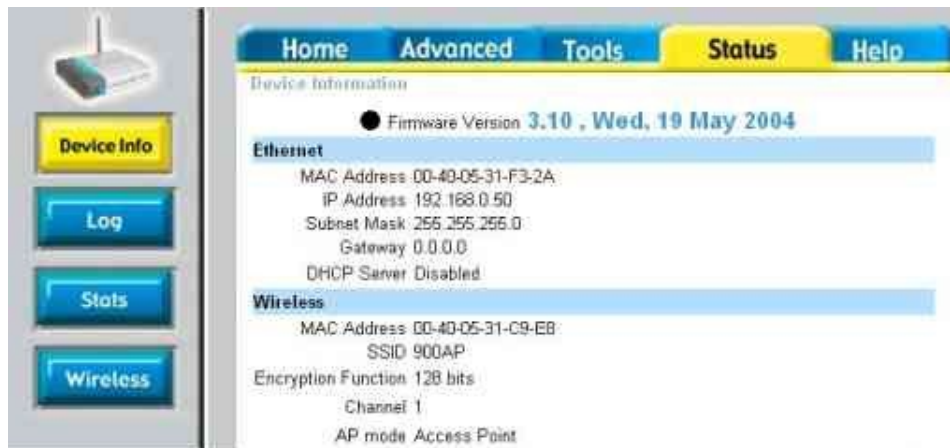 Home Advanced Tools Status Help
Device Information
Firmware Version 3.10 , Wed, 19 May 2004
Device Info
Ethernet
MAC Address 00-40-05-31-F3-2A
IP Address 192.168.0.50
Log
Subnet Mask 255.255.255.0
Gateway 0.0.0.0
DHCP Server Disabled
Stats
Wireless
MAC Address 00-40-05-31-C9-E8
SSID 900AP
Wireless
Encryption Function 128 bits
Channel 1
AP mode Access Point